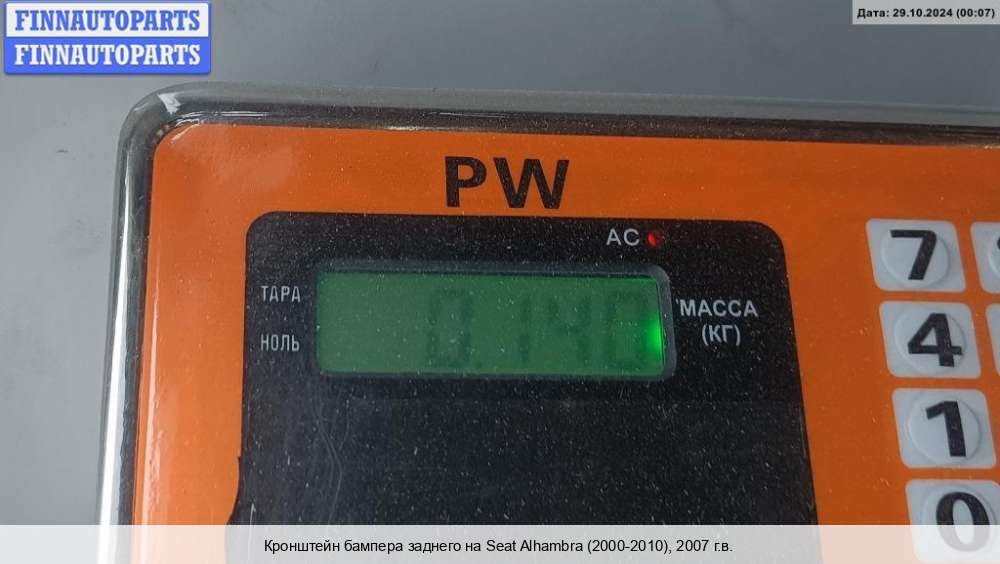 FINNAUTOPARTS
FINNAUTOPARTS
Дата: 29.10.2024 (00:07)
PW
AC
ТАРА
НОЛЬ
0.140
МАССА
(КГ)
7
4
1
0
Кронштейн бампера заднего на Seat Alhambra (2000-2010), 2007 г.в.